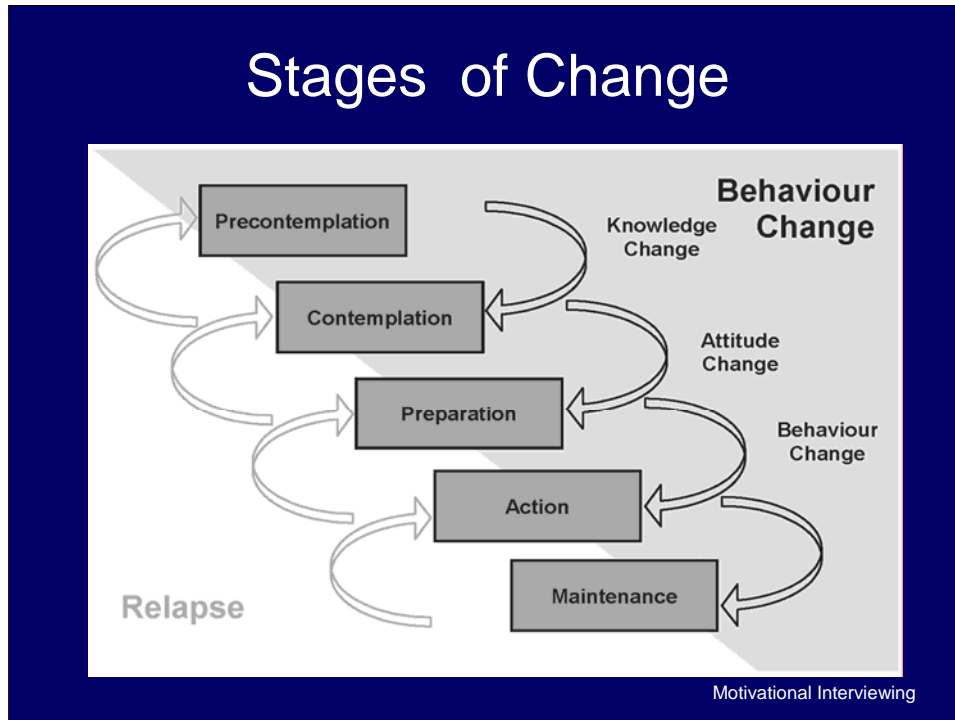 Stages of Change
Behaviour
Change
Precontemplation
Knowledge
Change
Contemplation
Attitude
Change
Preparation
Behaviour
Change
Action
Maintenance
Relapse
Motivational Interviewing